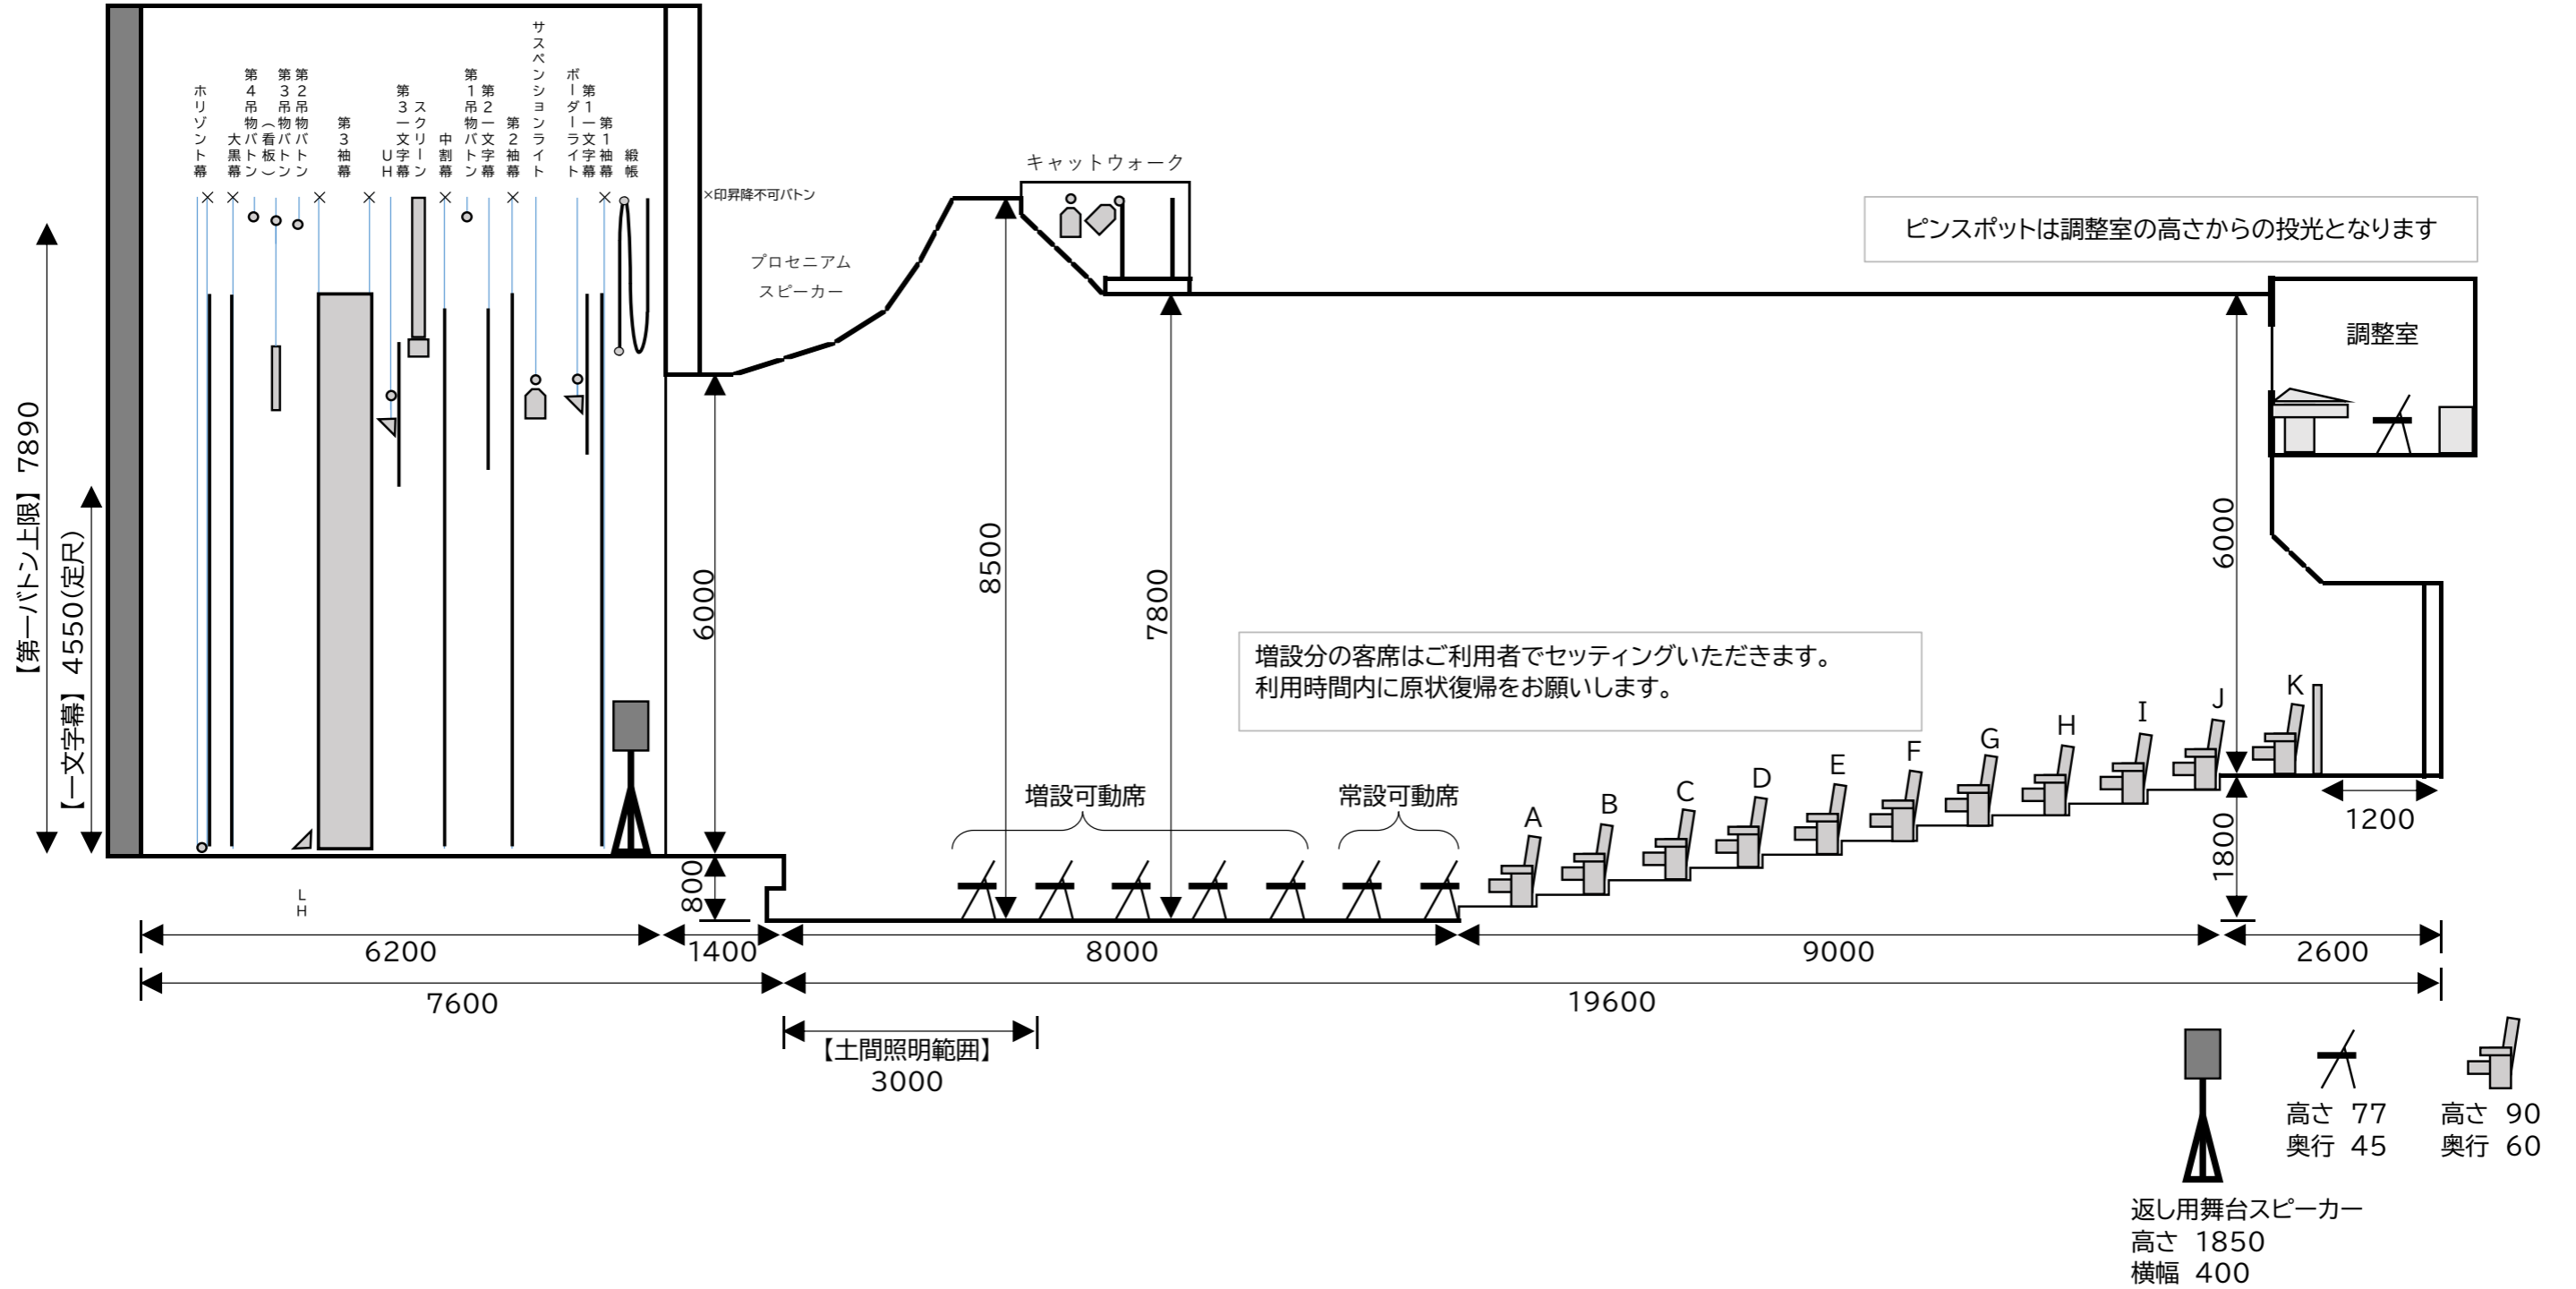 ホリゾント幕
大黒幕
第4吊物バトン
(看板)
第3吊物バトン
第2吊物バトン
第3袖幕
UH
第3一文字幕
スクリーン
中割幕
第1吊物バトン
第2一文字幕
第2袖幕
サスペンションライト
ボーダーライト
第1一文字幕
第1袖幕
緞帳
×印昇降不可バトン
プロセニアム
スピーカー
キャットウォーク
ピンスポットは調整室の高さからの投光となります
調整室
【第一バトン上限】 7890
【一文字幕】 4550(定尺)
6000
8500
7800
6000
増設分の客席はご利用者でセッティングいただきます。
利用時間内に原状復帰をお願いします。
増設可動席
常設可動席
A
B
C
D
E
F
G
H
I
J
K
1200
1800
800
LH
6200
1400
8000
9000
2600
7600
19600
【土間照明範囲】
3000
返し用舞台スピーカー
高さ 1850
横幅 400
高さ 77
奥行 45
高さ 90
奥行 60